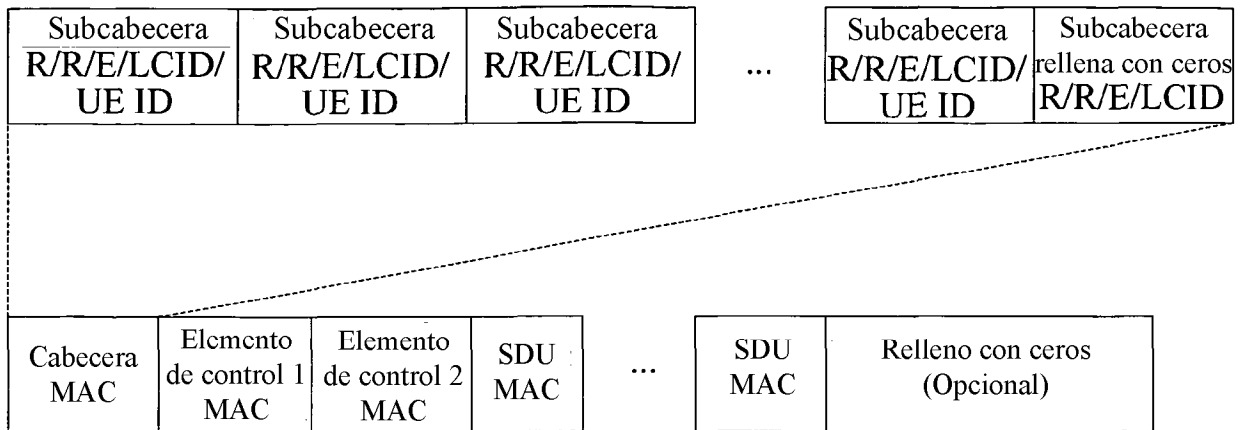 Subcabecera
R/R/E/LCID/
UE ID
Subcabecera
R/R/E/LCID/
UE ID
Subcabecera
R/R/E/LCID/
UE ID
...
Subcabecera
R/R/E/LCID/
UE ID
Subcabecera
rellena con ceros
R/R/E/LCID
Cabecera
MAC
Elemento
de control 1
MAC
Elemento
de control 2
MAC
SDU
MAC
...
SDU
MAC
Relleno con ceros
(Opcional)